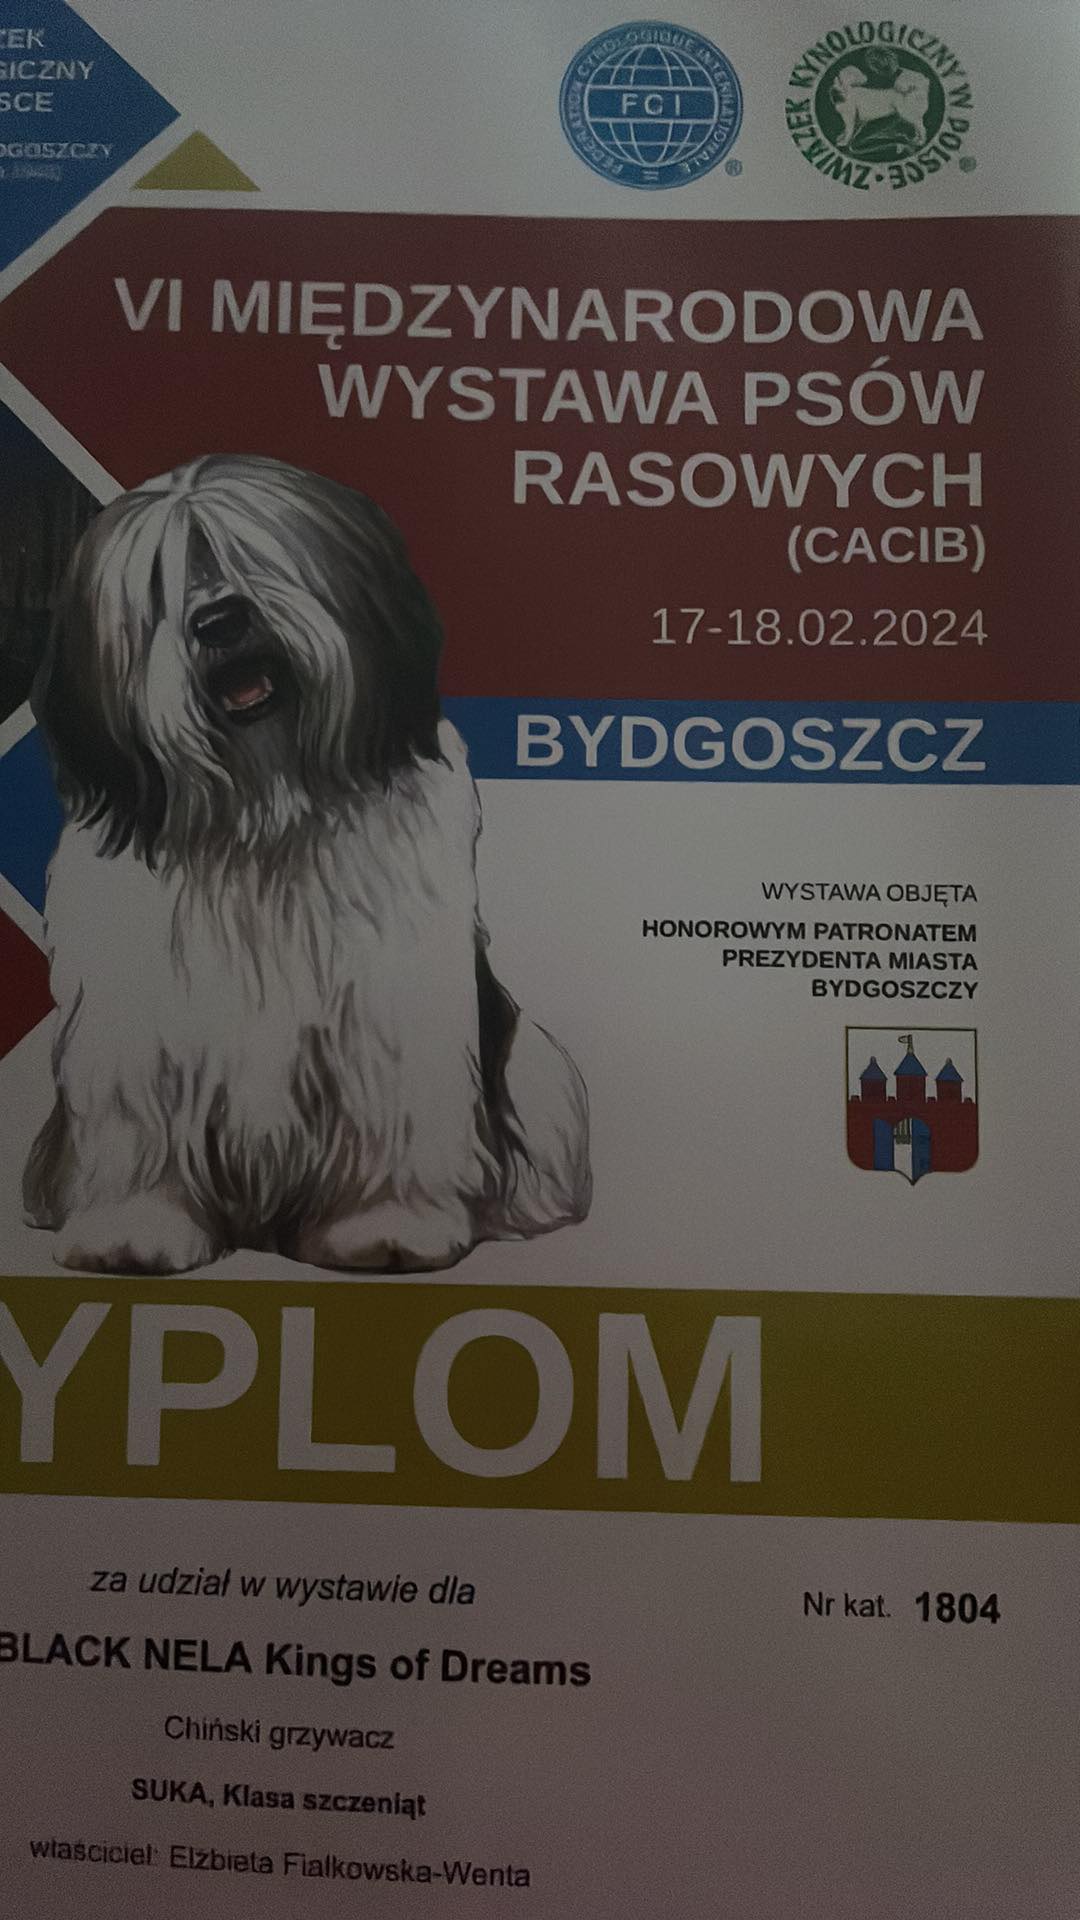 ZEK
GICZNY
SCE
DGOSZCZY
FEDERATION CYNOLOGIQUE INTERNATIONALE
FCI
®
ZWIĄZEK KYNOLOGICZNY W POLSCE
®
VI MIĘDZYNARODOWA
WYSTAWA PSÓW
RASOWYCH
(CACIB)
17-18.02.2024
BYDGOSZCZ
WYSTAWA OBJĘTA
HONOROWYM PATRONATEM
PREZYDENTA MIASTA
BYDGOSZCZY
YPLOM
za udział w wystawie dla
Nr kat. 1804
BLACK NELA Kings of Dreams
Chiński grzywacz
SUKA, Klasa szczeniąt
właściciel: Elżbieta Fiałkowska-Wenta